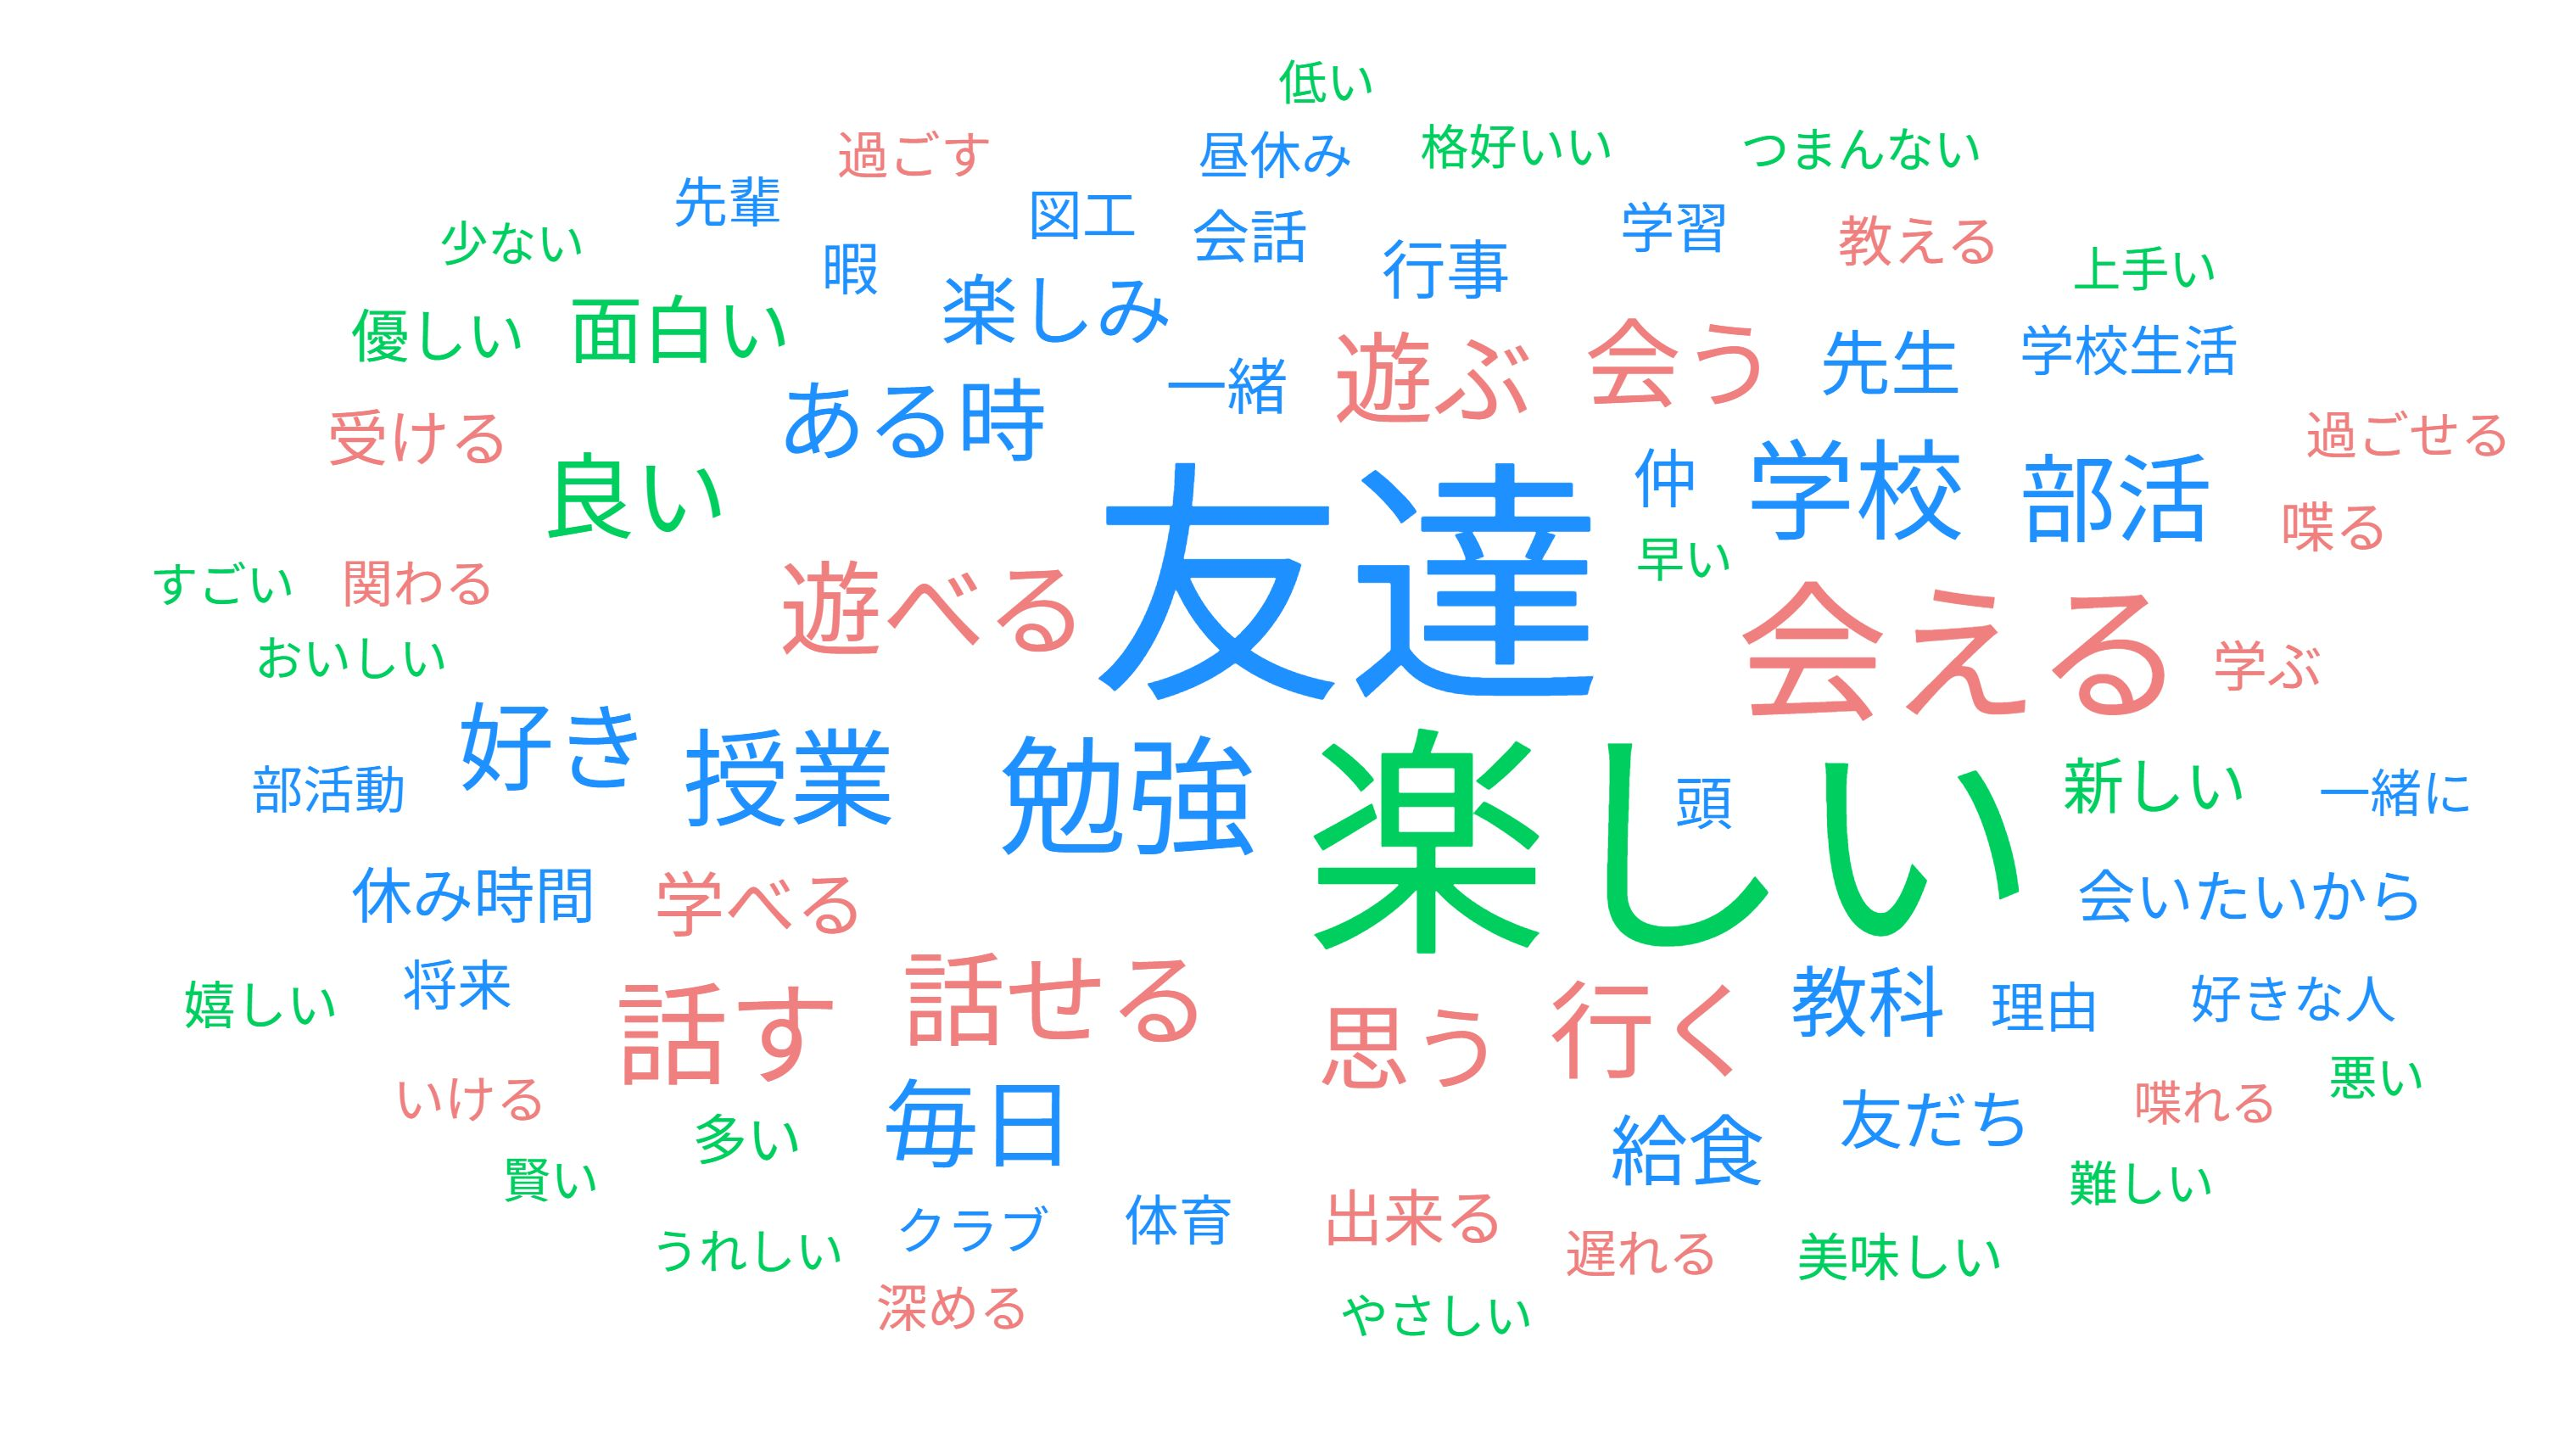 低い
過ごす
昼休み
格好いい
つまんない
先輩
図工
会話
学習
教える
少ない
暇
行事
上手い
優しい
面白い
楽しみ
遊ぶ
会う
先生
学校生活
受ける
ある時
一緒
過ごせる
良い
仲
学校
部活
喋る
すごい
関わる
遊べる
友達
早い
会える
学ぶ
おいしい
好き
授業
勉強
楽しい
頭
新しい
一緒に
部活動
休み時間
学べる
会いたいから
嬉しい
将来
話す
話せる
思う
行く
教科
理由
好きな人
いける
多い
毎日
給食
友だち
喋れる
悪い
賢い
難しい
うれしい
クラブ
体育
出来る
遅れる
美味しい
深める
やさしい